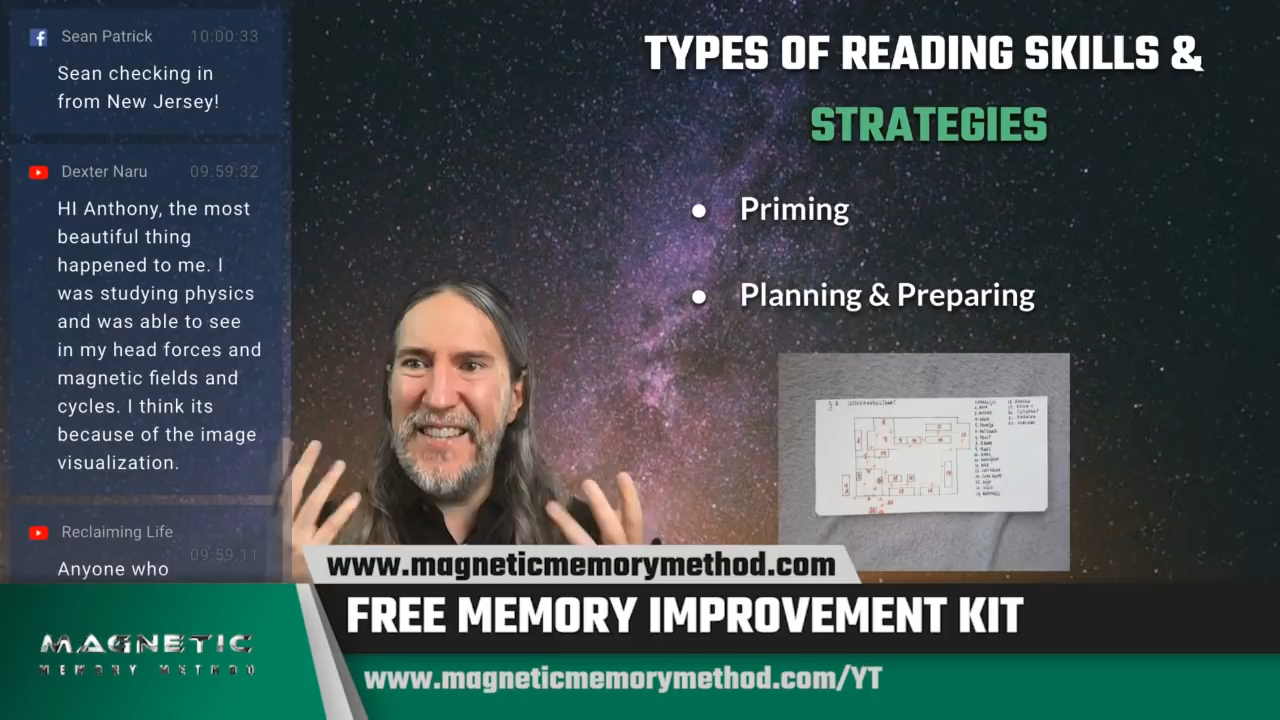 Sean Patrick 10:00:33
Sean checking in
from New Jersey!
Dexter Naru 09:59:32
HI Anthony, the most
beautiful thing
happened to me. I
was studying physics
and was able to see
in my head forces and
magnetic fields and
cycles. I think its
because of the image
visualization.
Reclaiming Life
09:59:11
Anyone who
TYPES OF READING SKILLS &
STRATEGIES
• Priming
• Planning & Preparing
www.magneticmemorymethod.com
FREE MEMORY IMPROVEMENT KIT
www.magneticmemorymethod.com/YT
MAGNETIC
MEMORY METHOD